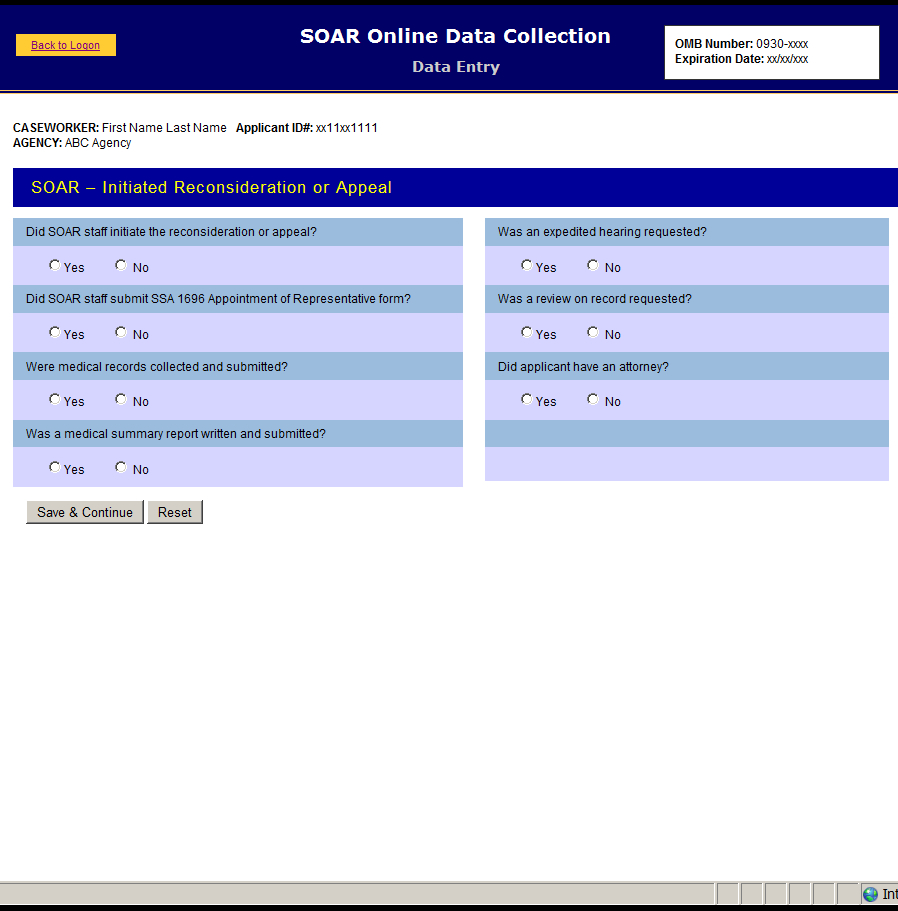 Back to Logon
SOAR Online Data Collection
Data Entry
OMB Number: 0930-xxxx
Expiration Date: xx/xx/xxx
CASEWORKER: First Name Last Name Applicant ID#: xx11xx1111
AGENCY: ABC Agency
SOAR – Initiated Reconsideration or Appeal
Did SOAR staff initiate the reconsideration or appeal?
Yes No
Did SOAR staff submit SSA 1696 Appointment of Representative form?
Yes No
Were medical records collected and submitted?
Yes No
Was a medical summary report written and submitted?
Yes No
Was an expedited hearing requested?
Yes No
Was a review on record requested?
Yes No
Did applicant have an attorney?
Yes No
Save & Continue Reset
Int